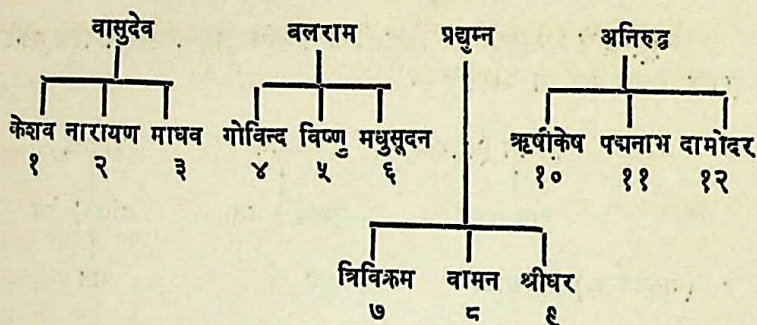 वासुदेव बलराम प्रद्युम्न अनिरुद्ध
केशव नारायण माधव गोविन्द विष्णु मधुसूदन ऋषीकेष पद्मनाभ दामोदर
१ २ ३ ४ ५ ६ १० ११ १२
त्रिविक्रम वामन श्रीधर
७ ८ ९